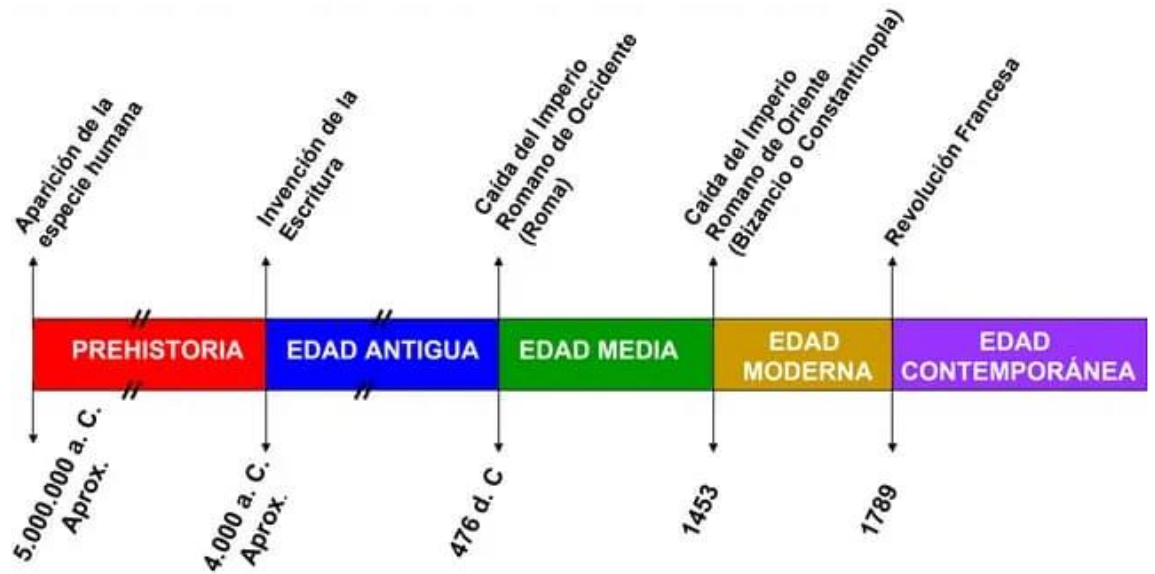 Aparición de la
especie humana
Invención de la
Escritura
Caída del Imperio
Romano de Occidente
(Roma)
Caída del Imperio
Romano de Oriente
(Bizancio o Constantinopla)
Revolución Francesa
PREHISTORIA
EDAD ANTIGUA
EDAD MEDIA
EDAD
MODERNA
EDAD
CONTEMPORÁNEA
5.000.000 a. C.
Aprox.
4.000 a. C.
Aprox.
476 d. C
1453
1789